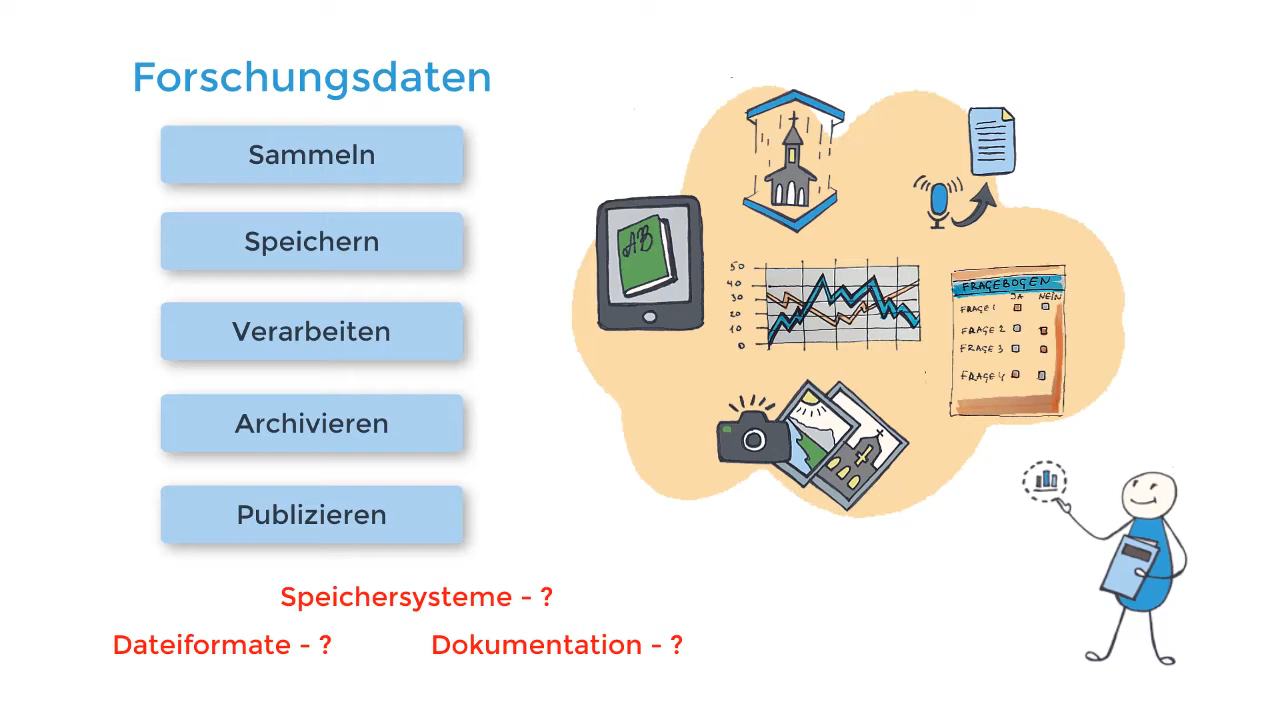 Forschungsdaten
Sammeln
Speichern
Verarbeiten
Archivieren
Publizieren
Speichersysteme - ?
Dateiformate - ?
Dokumentation - ?
AB
50
40
30
20
10
0
FRAGEBOGEN
JA NEIN
FRAGE 1
FRAGE 2
FRAGE 3
FRAGE 4